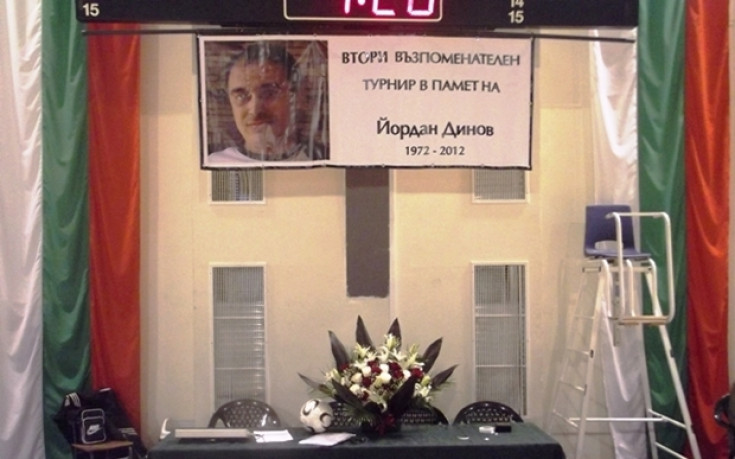 15
14
15
ВТОРИ ВЪЗПОМЕНАТЕЛЕН
ТУРНИР В ПАМЕТ НА
Йордан Динов
1972 - 2012